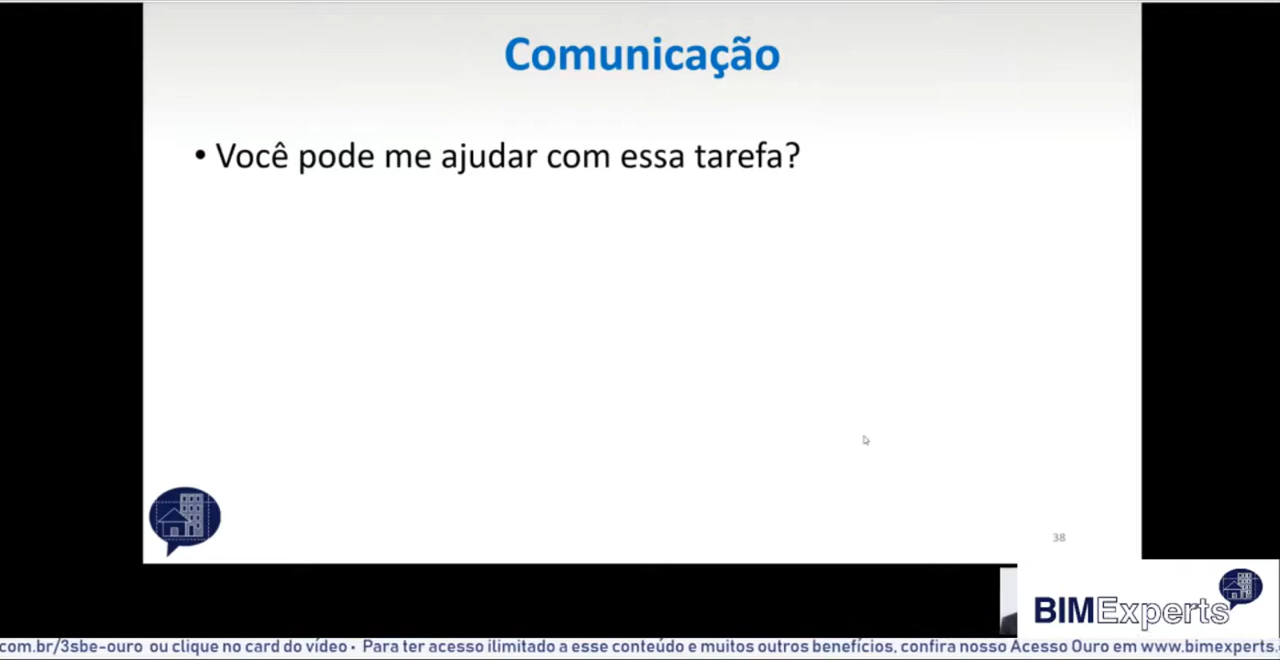 Comunicação
• Você pode me ajudar com essa tarefa?
38
BIMExperts
com.br/3sbe-ouro ou clique no card do vídeo • Para ter acesso ilimitado a esse conteúdo e muitos outros benefícios, confira nosso Acesso Ouro em www.bimexperts.